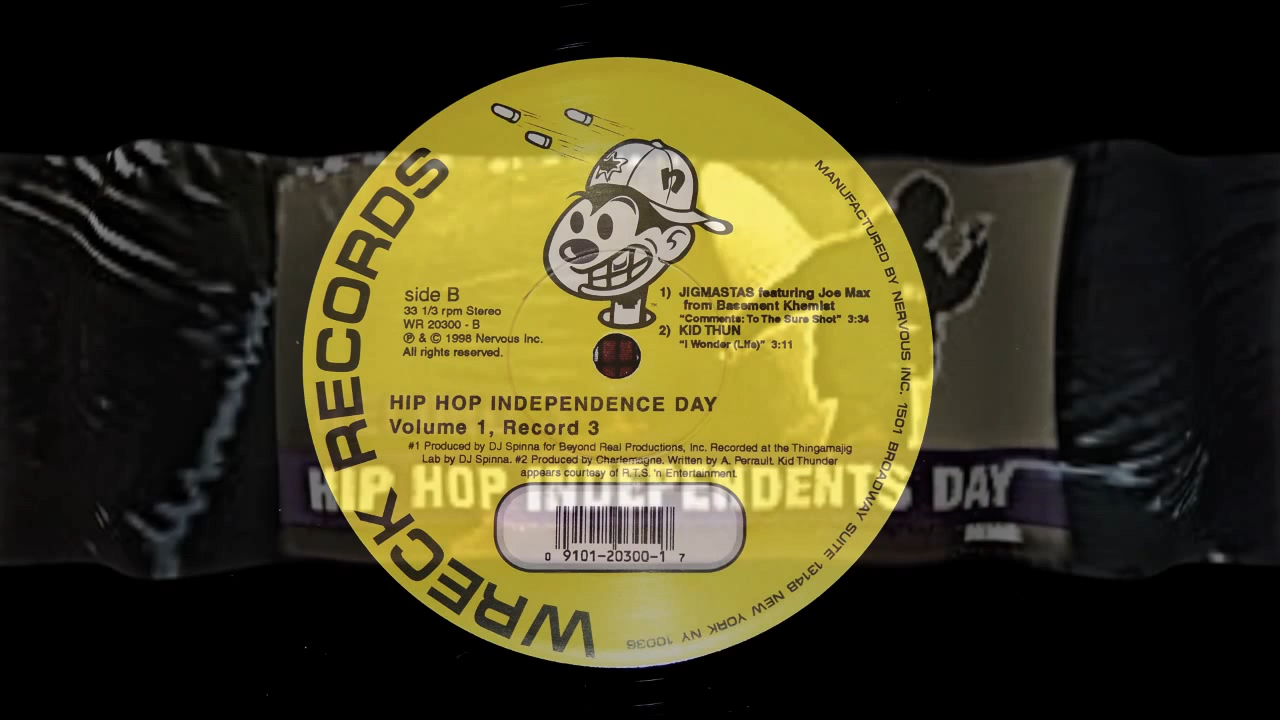 WRECK RECORDS
MANUFACTURED BY NERVOUS INC. 1501 BROADWAY SUITE 1314B NEW YORK NY 10036
n
side B
33 1/3 rpm Stereo
WR 20300 - B
℗ & © 1998 Nervous Inc.
All rights reserved.
1) JIGMASTAS featuring Joe Max
from Basement Khemist
"Comments: To The Sure Shot" 3:34
2) KID THUN
"I Wonder (Life)" 3:11
HIP HOP INDEPENDENCE DAY
Volume 1, Record 3
#1 Produced by DJ Spinna for Beyond Real Productions, Inc. Recorded at the Thingamajig
Lab by DJ Spinna. #2 Produced by Charlemagne. Written by A. Perrault. Kid Thunder
appears courtesy of R.T.S. 'n Entertainment.
HIP HOP INDEPENDENTS DAY
0 9101-20300-1 7